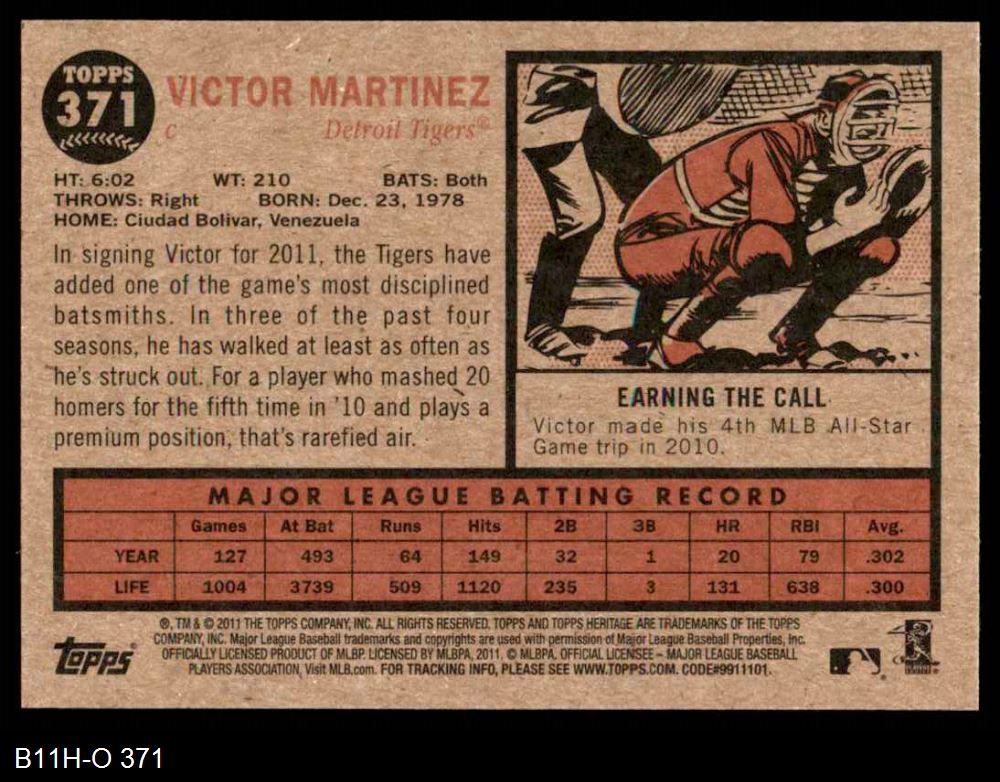 TOPPS
371
VICTOR MARTINEZ
C Detroit Tigers®
HT: 6:02 WT: 210 BATS: Both
THROWS: Right BORN: Dec. 23, 1978
HOME: Ciudad Bolivar, Venezuela
In signing Victor for 2011, the Tigers have
added one of the game's most disciplined
batsmiths. In three of the past four
seasons, he has walked at least as often as
he's struck out. For a player who mashed 20
homers for the fifth time in '10 and plays a
premium position, that's rarefied air.
EARNING THE CALL
Victor made his 4th MLB All-Star
Game trip in 2010.
MAJOR LEAGUE BATTING RECORD
Games At Bat Runs Hits 2B 3B HR RBI Avg.
YEAR 127 493 64 149 32 1 20 79 .302
LIFE 1004 3739 509 1120 235 3 131 638 .300
®, TM & © 2011 THE TOPPS COMPANY, INC. ALL RIGHTS RESERVED. TOPPS AND TOPPS HERITAGE ARE TRADEMARKS OF THE TOPPS
COMPANY, INC. Major League Baseball trademarks and copyrights are used with permission of Major League Baseball Properties, Inc.
OFFICIALLY LICENSED PRODUCT OF MLBP. LICENSED BY MLBPA, 2011. © MLBPA. OFFICIAL LICENSEE – MAJOR LEAGUE BASEBALL
PLAYERS ASSOCIATION, Visit MLB.com. FOR TRACKING INFO, PLEASE SEE WWW.TOPPS.COM. CODE#9911101.
Topps®
B11H-O 371